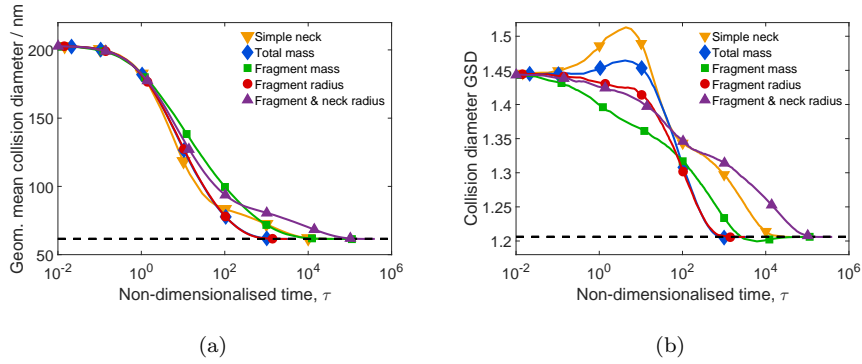 Geom. mean collision diameter / nm
200
150
100
50
10^-2
10^0
10^2
10^4
10^6
Non-dimensionalised time, τ
Simple neck
Total mass
Fragment mass
Fragment radius
Fragment & neck radius
(a)
Collision diameter GSD
1.5
1.45
1.4
1.35
1.3
1.25
1.2
10^-2
10^0
10^2
10^4
10^6
Non-dimensionalised time, τ
Simple neck
Total mass
Fragment mass
Fragment radius
Fragment & neck radius
(b)